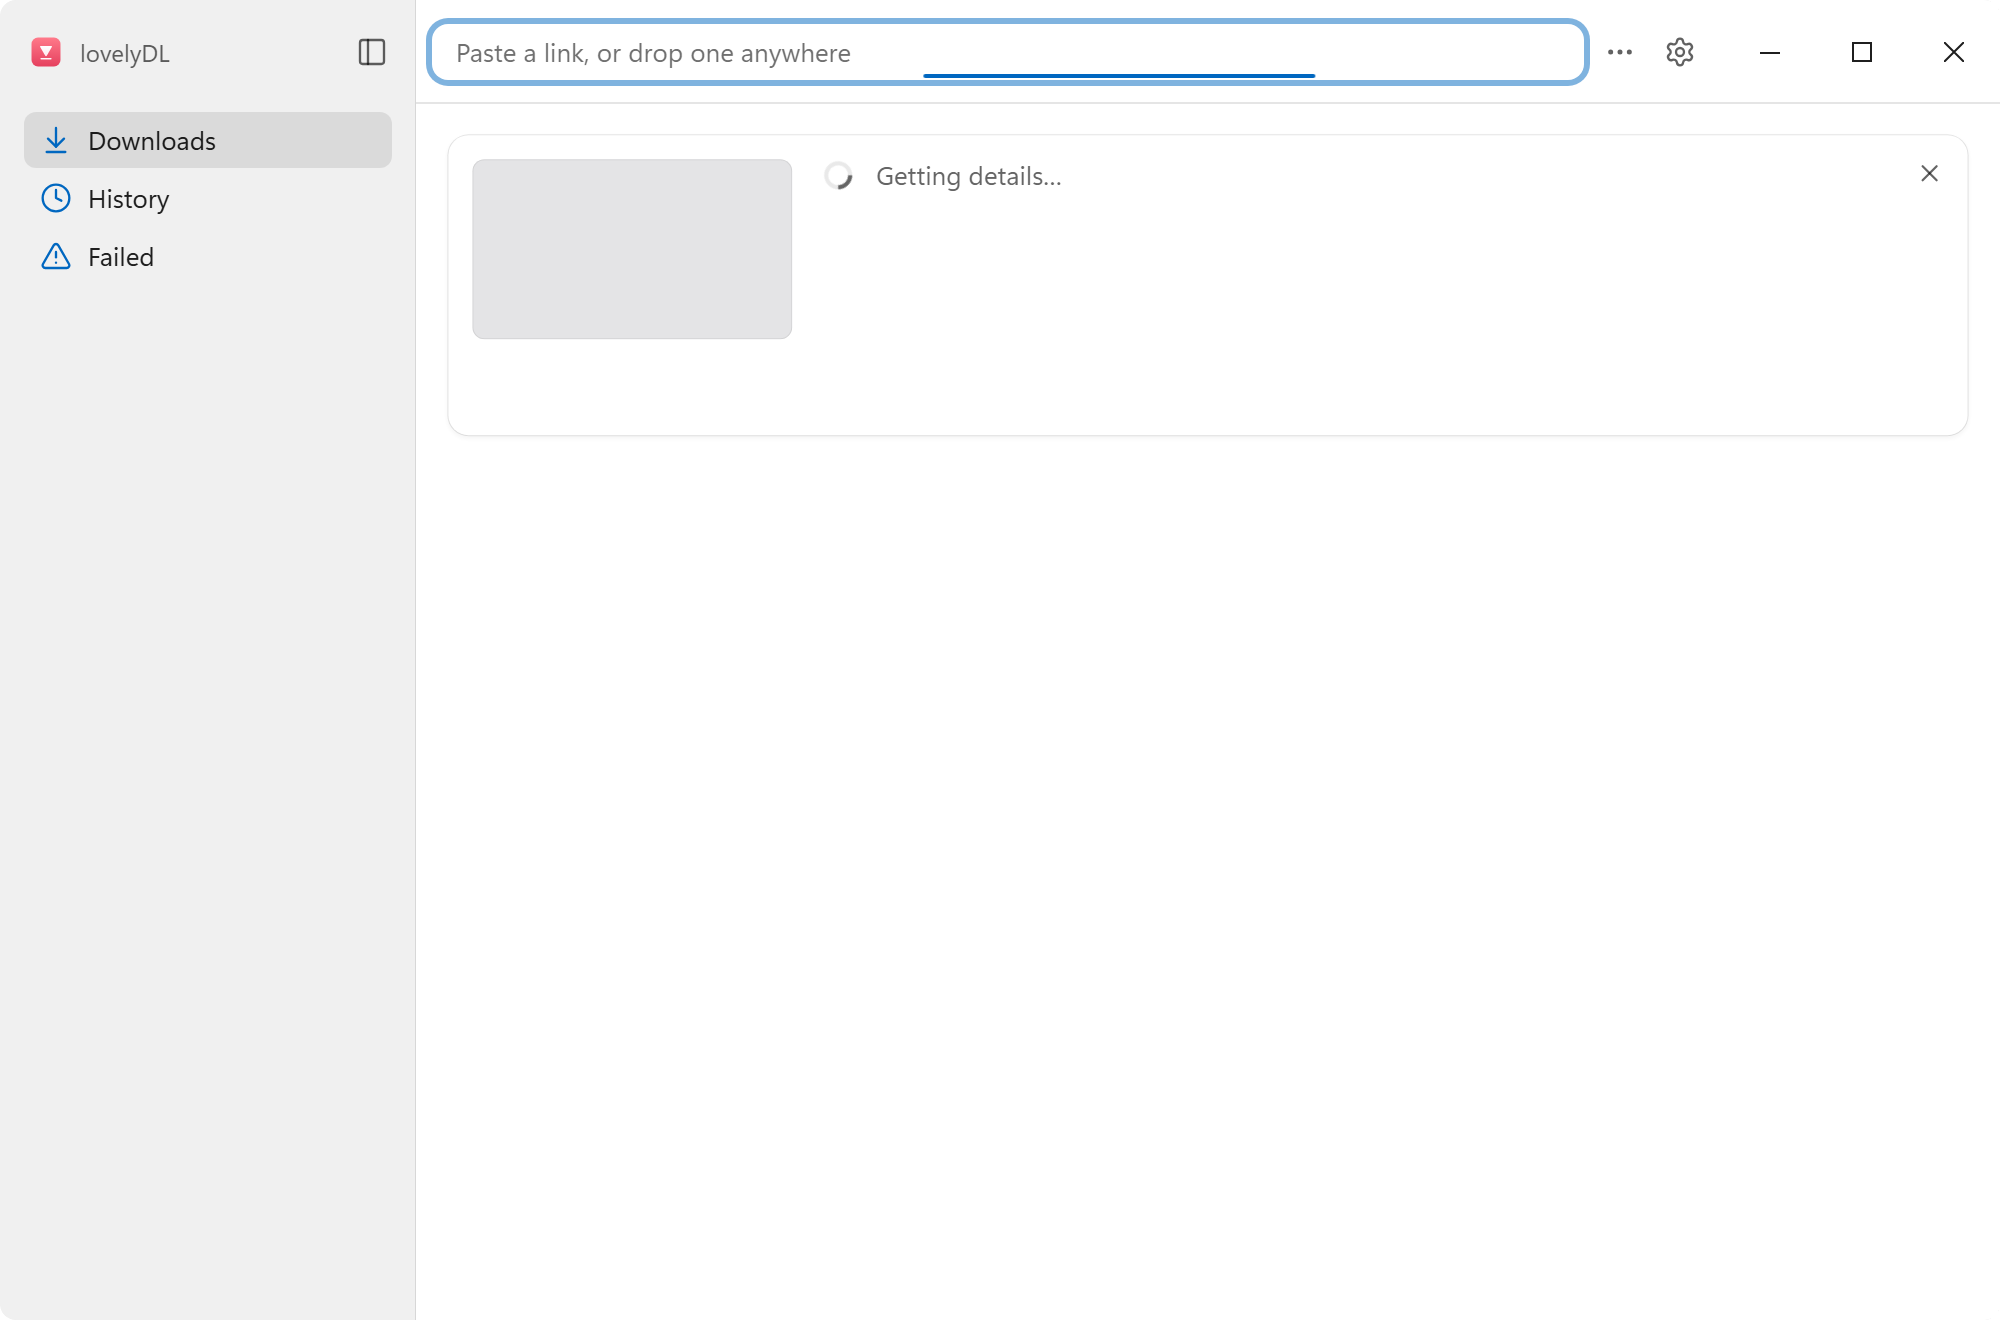 lovelyDL
Paste a link, or drop one anywhere
Downloads
History
Failed
Getting details...